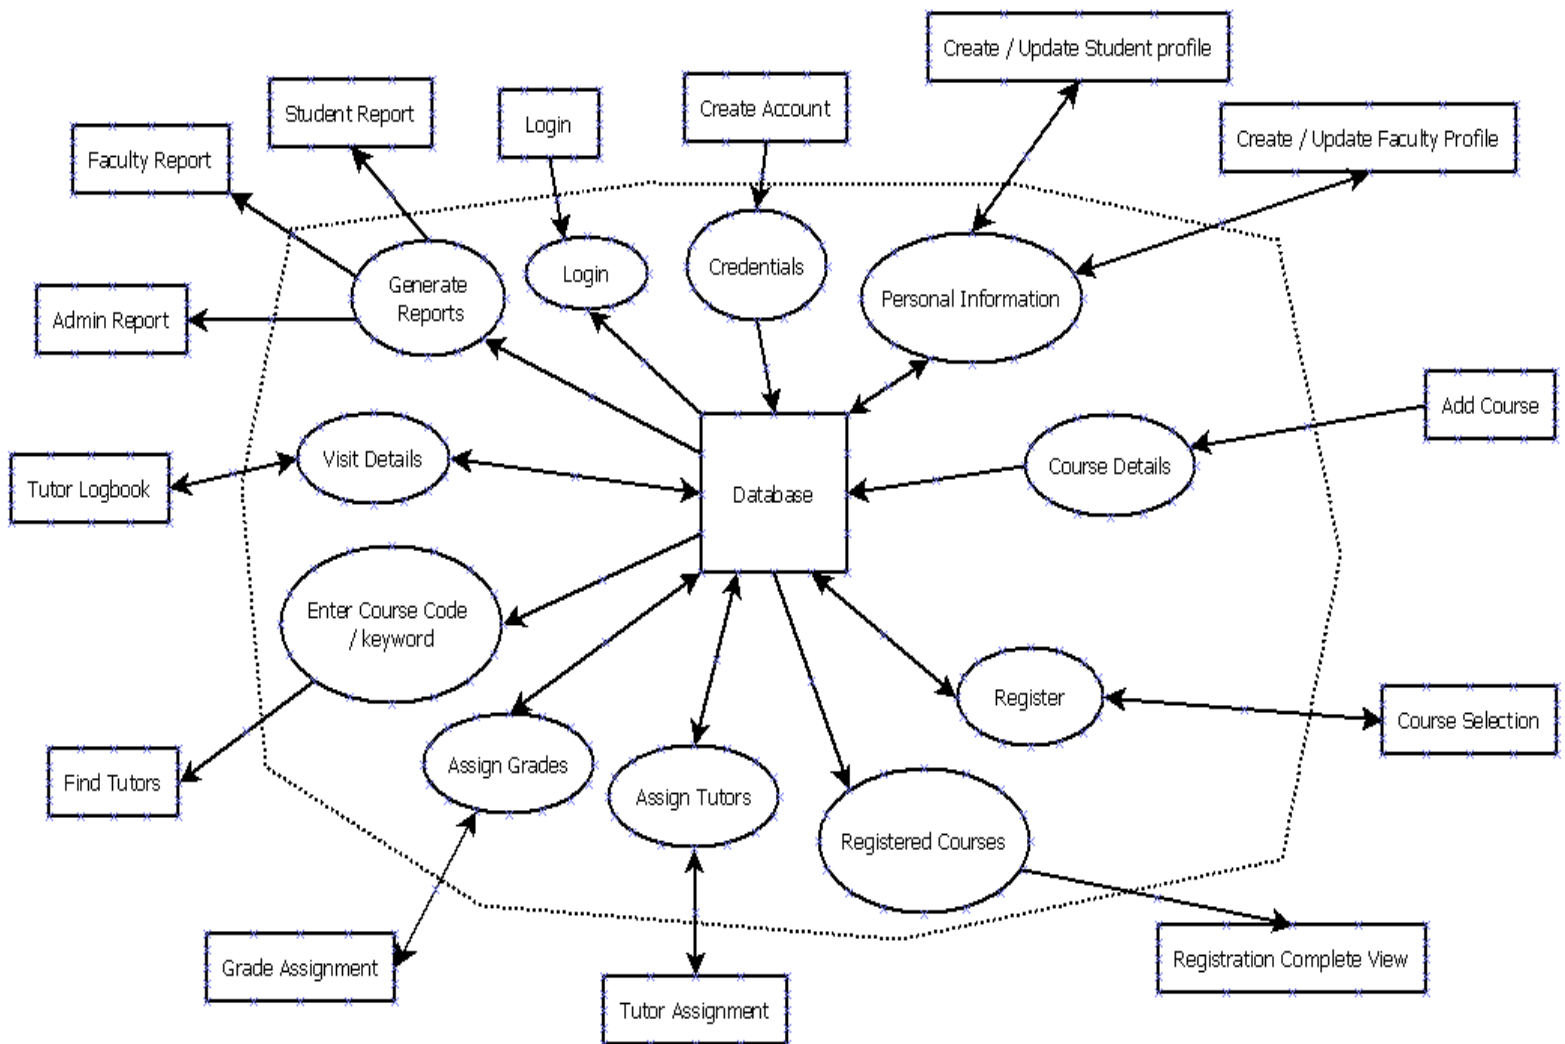 Create / Update Student profile
Student Report
Login
Create Account
Create / Update Faculty Profile
Faculty Report
Login
Credentials
Generate
Reports
Personal Information
Admin Report
Add Course
Visit Details
Course Details
Tutor Logbook
Database
Enter Course Code
/ keyword
Register
Course Selection
Find Tutors
Assign Grades
Assign Tutors
Registered Courses
Grade Assignment
Registration Complete View
Tutor Assignment